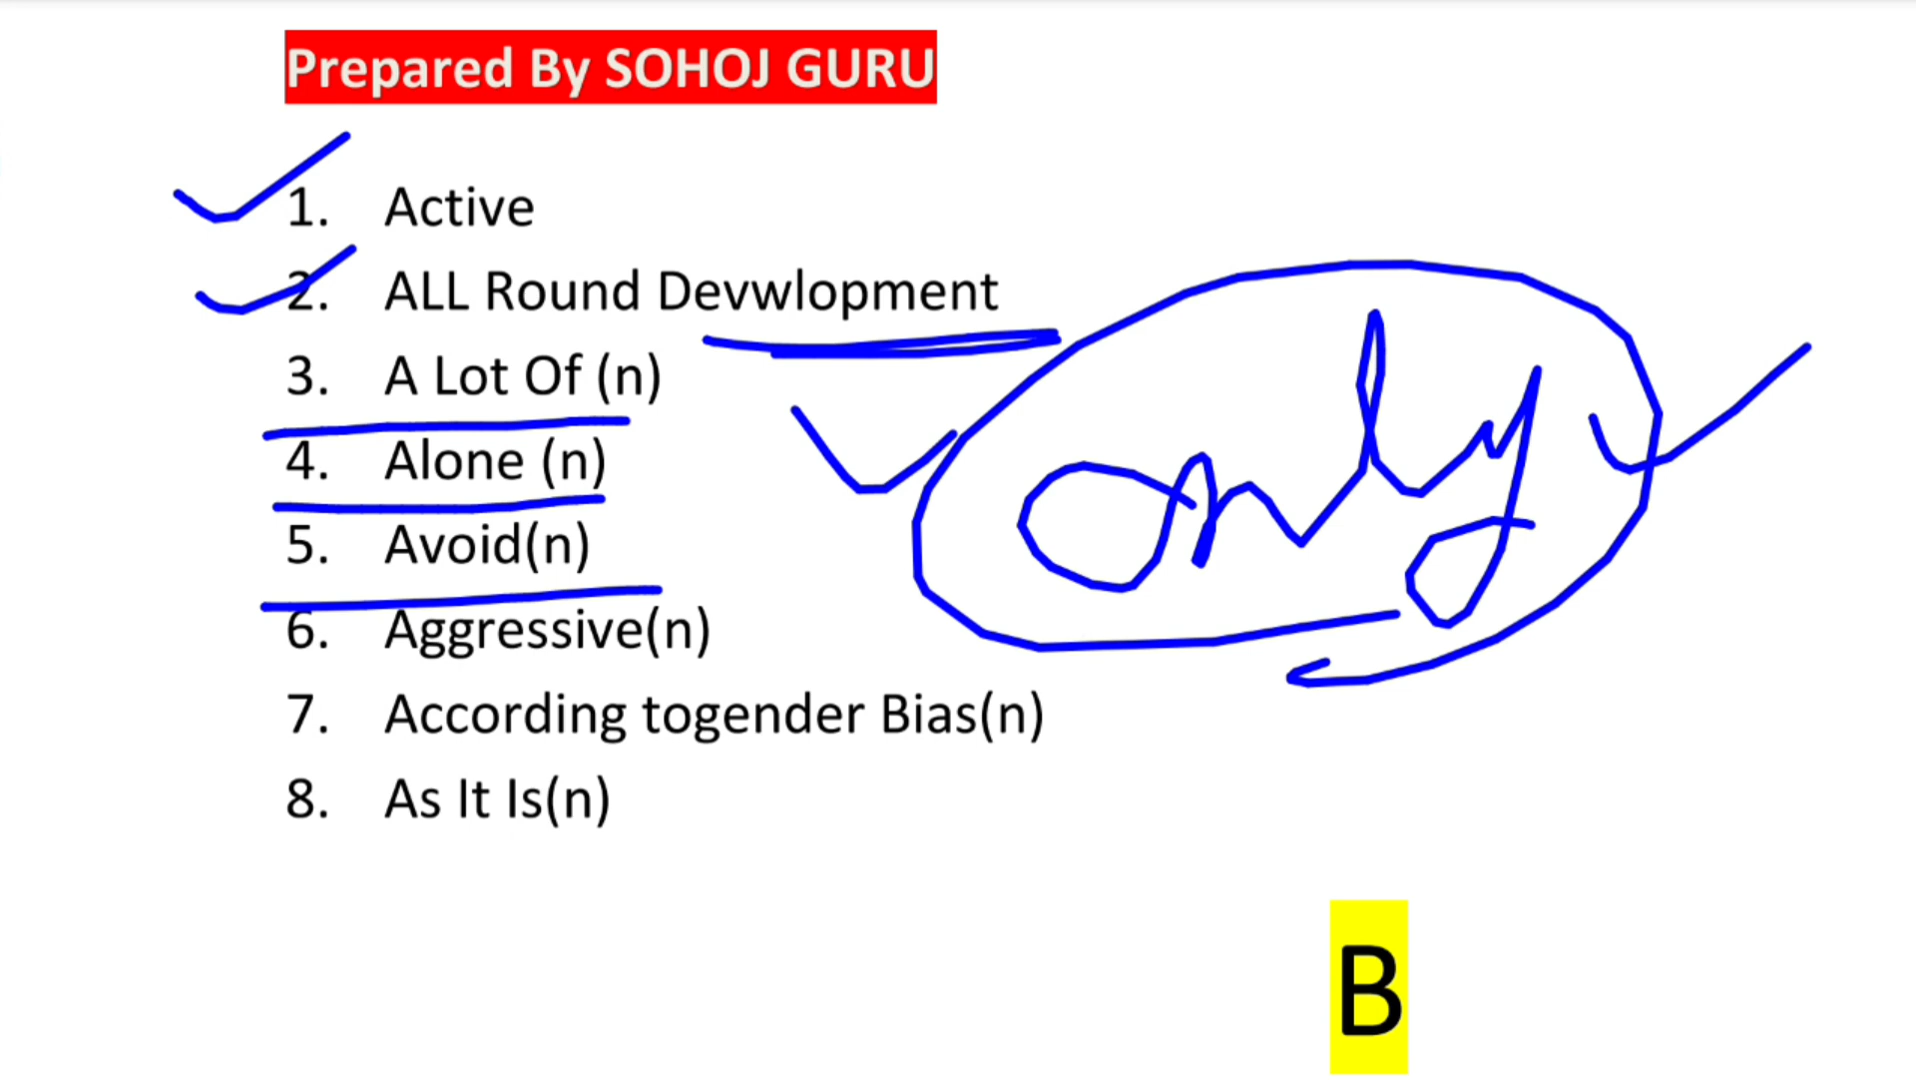 Prepared By SOHOJ GURU
1. Active
2. ALL Round Devwlopment
3. A Lot Of (n)
4. Alone (n)
5. Avoid(n)
6. Aggressive(n)
7. According togender Bias(n)
8. As It Is(n)
only
B